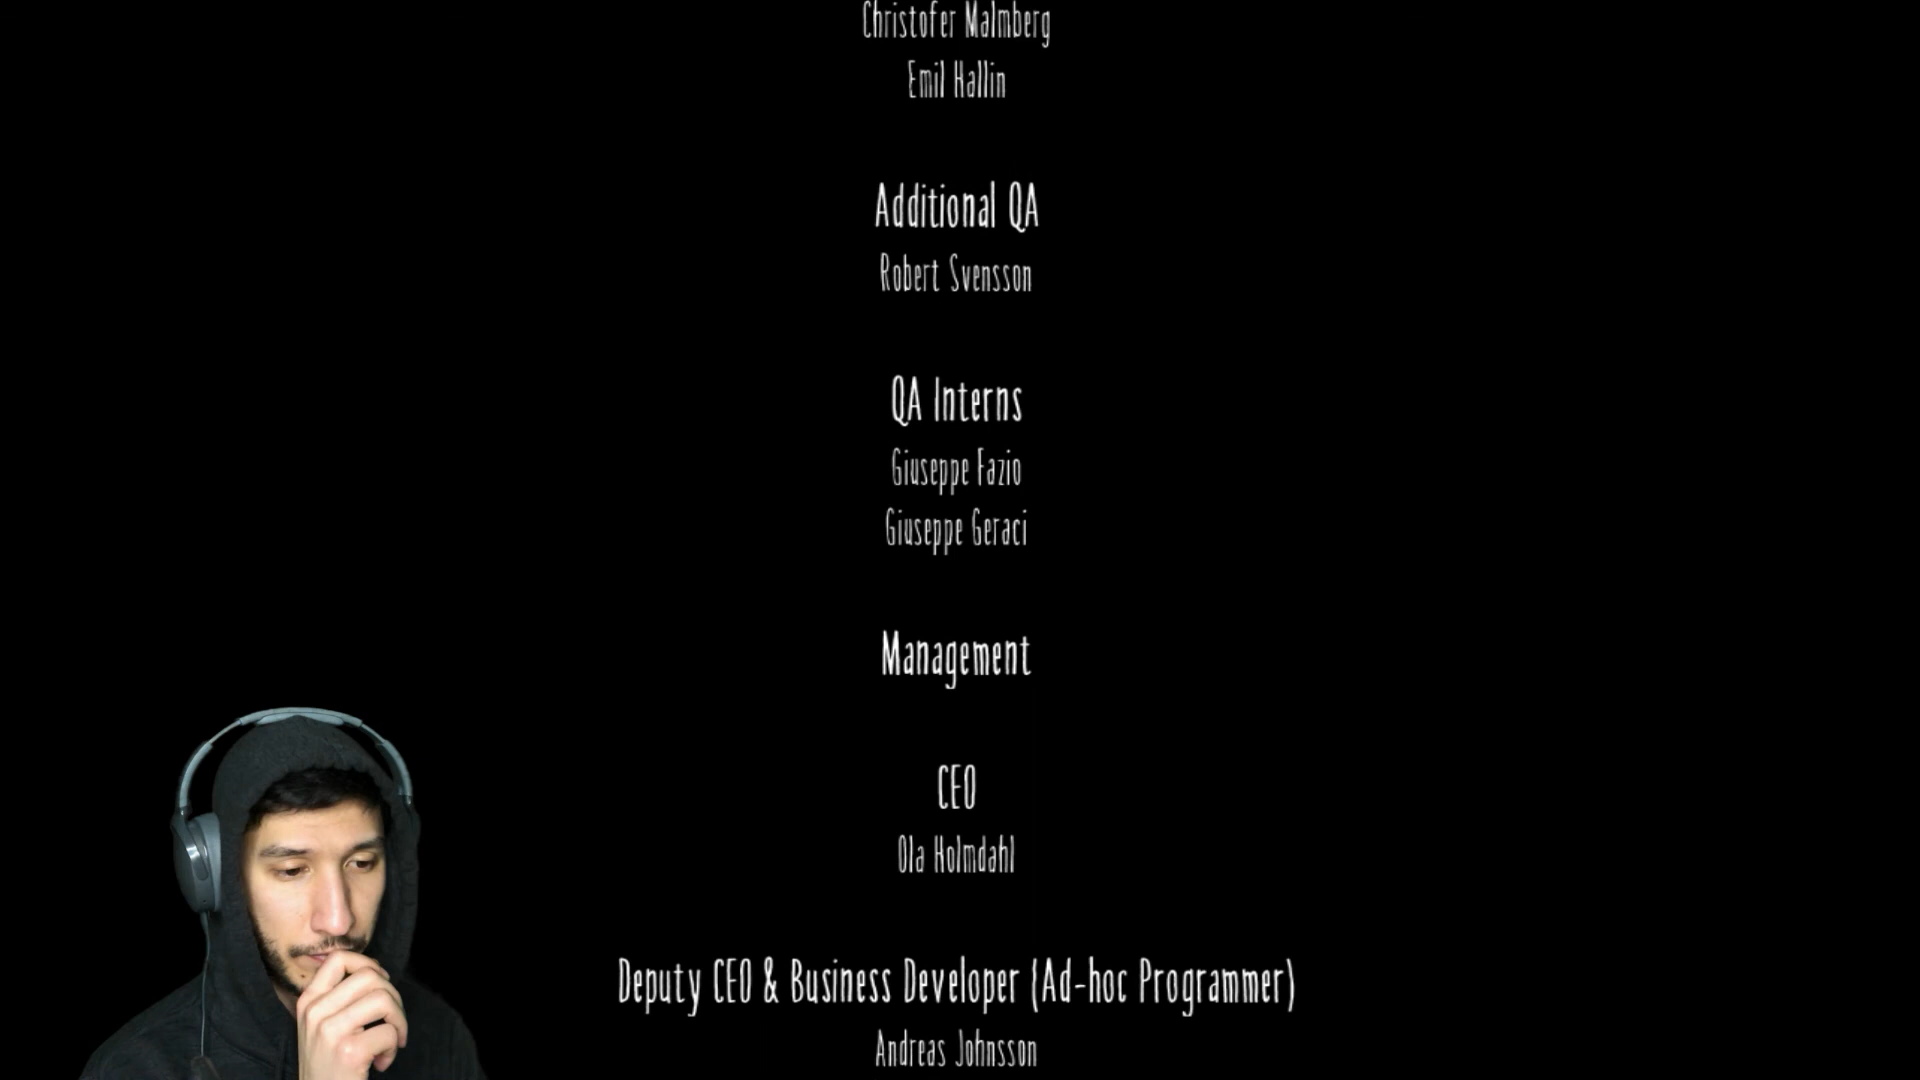 Christofer Malmberg
Emil Hallin
Additional QA
Robert Svensson
QA Interns
Giuseppe Fazio
Giuseppe Geraci
Management
CEO
Ola Holmdahl
Deputy CEO & Business Developer (Ad-hoc Programmer)
Andreas Johnsson